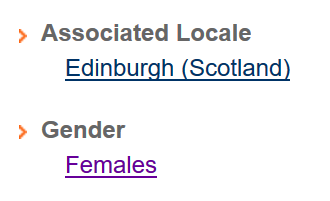 Associated Locale
Edinburgh (Scotland)
Gender
Females